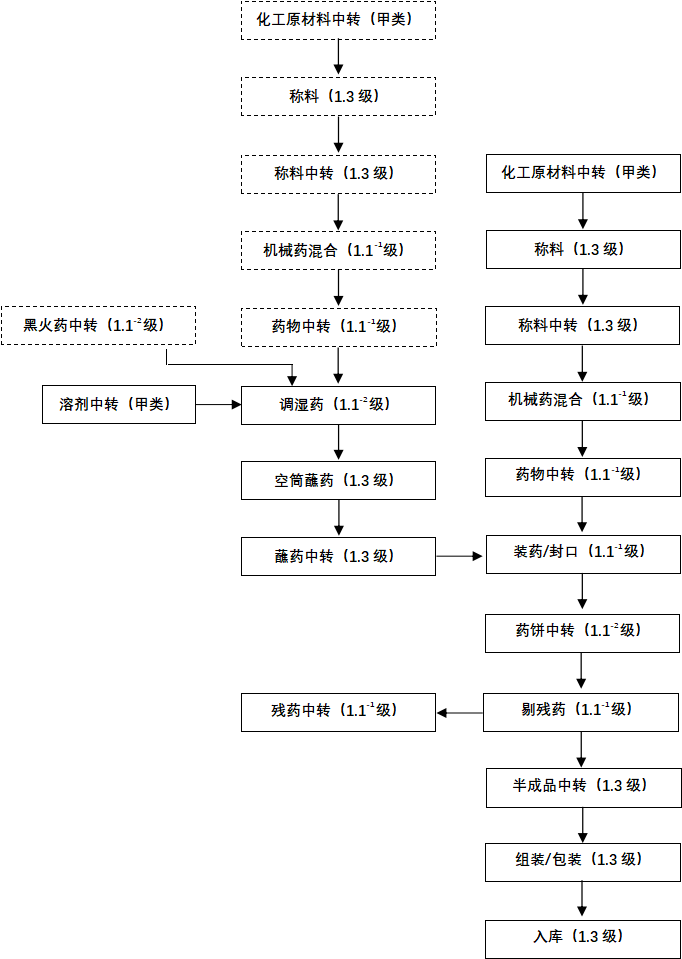 化工原材料中转（甲类）
称料（1.3 级）
称料中转（1.3 级）
机械药混合（1.1⁻¹级）
药物中转（1.1⁻¹级）
黑火药中转（1.1⁻²级）
溶剂中转（甲类）
调湿药（1.1⁻²级）
空筒蘸药（1.3 级）
蘸药中转（1.3 级）
化工原材料中转（甲类）
称料（1.3 级）
称料中转（1.3 级）
机械药混合（1.1⁻¹级）
药物中转（1.1⁻¹级）
装药/封口（1.1⁻¹级）
药饼中转（1.1⁻²级）
剔残药（1.1⁻¹级）
残药中转（1.1⁻¹级）
半成品中转（1.3 级）
组装/包装（1.3 级）
入库（1.3 级）